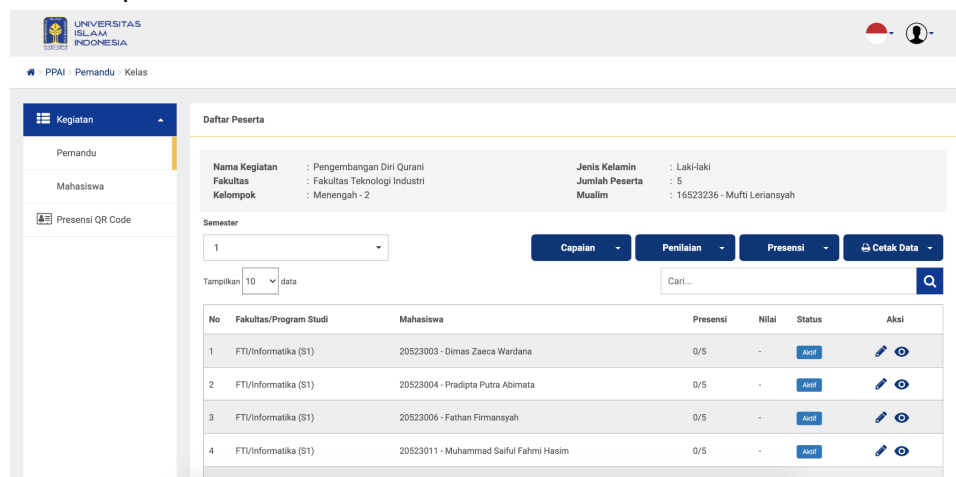 UNIVERSITAS
ISLAM
INDONESIA
PPAI > Pemandu > Kelas
Kegiatan
Pemandu
Mahasiswa
Presensi QR Code
Daftar Peserta
Nama Kegiatan : Pengembangan Diri Qurani
Fakultas : Fakultas Teknologi Industri
Kelompok : Menengah - 2
Jenis Kelamin : Laki-laki
Jumlah Peserta : 5
Mualim : 16523236 - Mufti Leriansyah
Semester
1
Capaian
Penilaian
Presensi
Cetak Data
Tampilkan 10 data
Cari...
No Fakultas/Program Studi Mahasiswa Presensi Nilai Status Aksi
1 FTI/Informatika (S1) 20523003 - Dimas Zaeca Wardana 0/5 - Aktif
2 FTI/Informatika (S1) 20523004 - Pradipta Putra Abimata 0/5 - Aktif
3 FTI/Informatika (S1) 20523006 - Fathan Firmansyah 0/5 - Aktif
4 FTI/Informatika (S1) 20523011 - Muhammad Saiful Fahmi Hasim 0/5 - Aktif